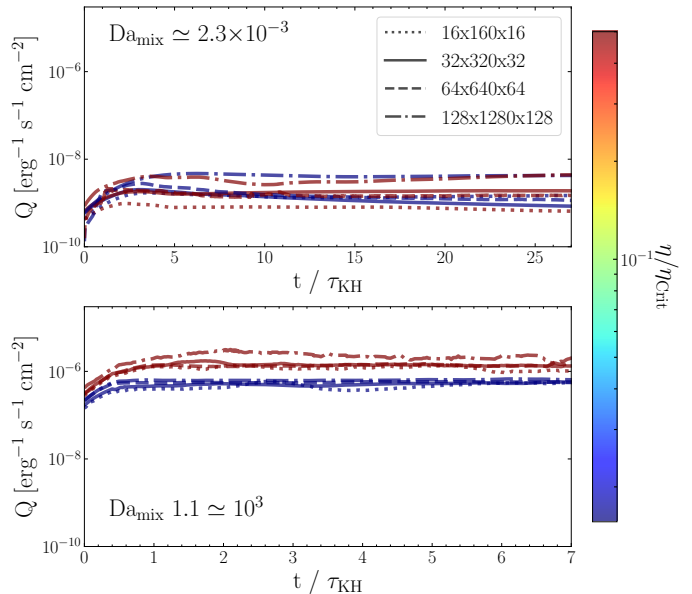 Da_mix ≃ 2.3×10^−3
16x160x16
32x320x32
64x640x64
128x1280x128
10^−6
10^−8
10^−10
Q [erg^−1 s^−1 cm^−2]
0 5 10 15 20 25
t / τ_KH
10^−1
η/η_Crit
10^−6
10^−8
10^−10
Q [erg^−1 s^−1 cm^−2]
Da_mix 1.1 ≃ 10^3
0 1 2 3 4 5 6 7
t / τ_KH